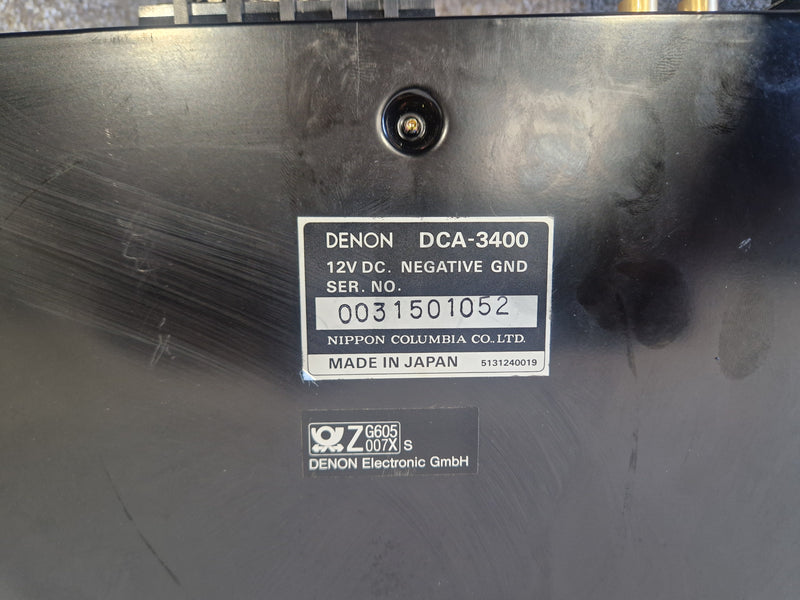 DENON DCA-3400
12V DC. NEGATIVE GND
SER. NO.
0031501052
NIPPON COLUMBIA CO.,LTD.
MADE IN JAPAN 5131240019
Z G605
007X S
DENON Electronic GmbH